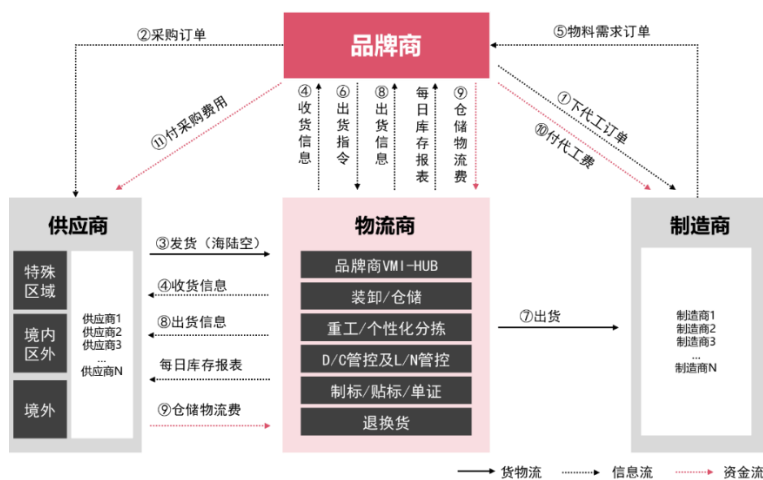 品牌商
②采购订单
⑤物料需求订单
④收货信息
⑥出货指令
⑧出货信息
每日库存报表
⑨仓储物流费
①下代工订单
⑩付代工费
⑪付采购费用
供应商
特殊
区域
境内
区外
境外
供应商1
供应商2
供应商3
...
供应商N
③发货（海陆空）
④收货信息
⑧出货信息
每日库存报表
⑨仓储物流费
物流商
品牌商VMI-HUB
装卸/仓储
重工/个性化分拣
D/C管控及L/N管控
制标/贴标/单证
退换货
⑦出货
制造商
制造商1
制造商2
制造商3
...
制造商N
货物流
信息流
资金流